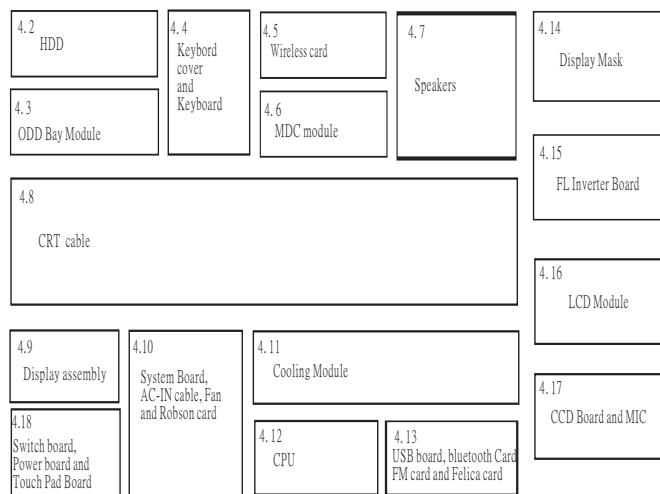 4.2
HDD
4.3
ODD Bay Module
4.4
Keybord
cover
and
Keyboard
4.5
Wireless card
4.6
MDC module
4.7
Speakers
4.8
CRT cable
4.9
Display assembly
4.18
Switch board,
Power board and
Touch Pad Board
4.10
System Board,
AC-IN cable, Fan
and Robson card
4.11
Cooling Module
4.12
CPU
4.13
USB board, bluetooth Card
FM card and Felica card
4.14
Display Mask
4.15
FL Inverter Board
4.16
LCD Module
4.17
CCD Board and MIC